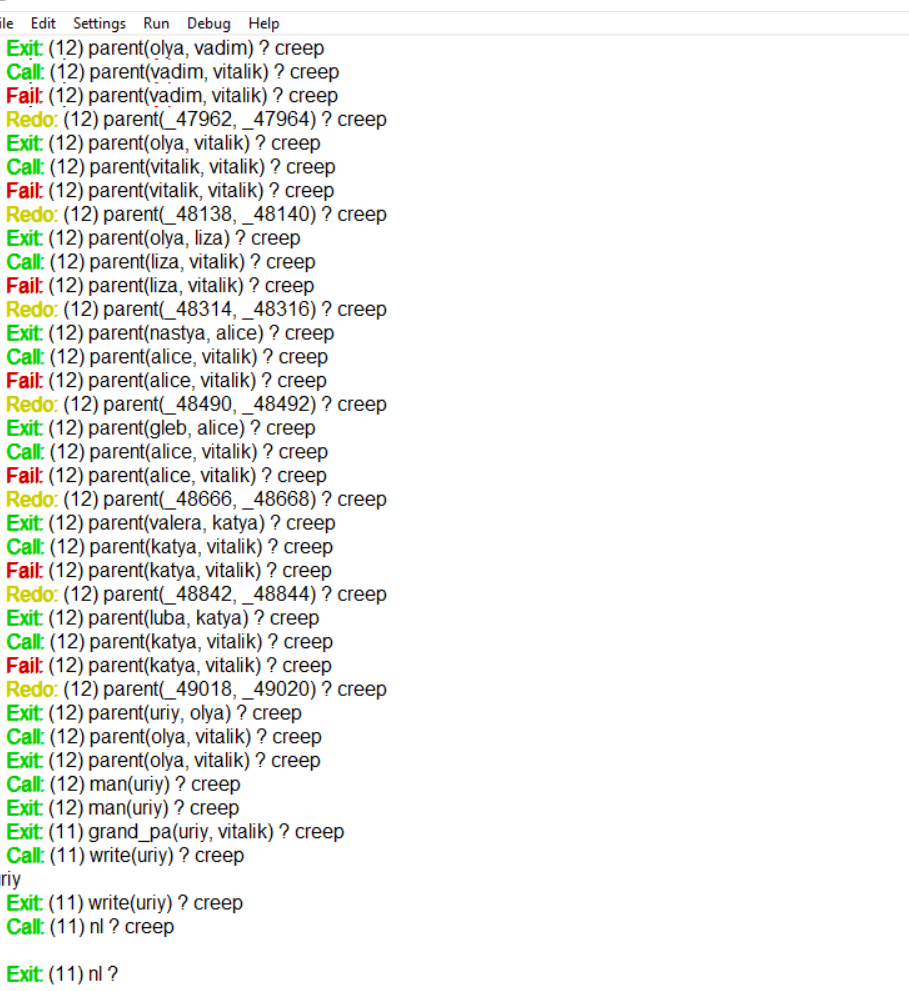 ile Edit Settings Run Debug Help
Exit: (12) parent(olya, vadim) ? creep
Call: (12) parent(vadim, vitalik) ? creep
Fail: (12) parent(vadim, vitalik) ? creep
Redo: (12) parent(_47962, _47964) ? creep
Exit: (12) parent(olya, vitalik) ? creep
Call: (12) parent(vitalik, vitalik) ? creep
Fail: (12) parent(vitalik, vitalik) ? creep
Redo: (12) parent(_48138, _48140) ? creep
Exit: (12) parent(olya, liza) ? creep
Call: (12) parent(liza, vitalik) ? creep
Fail: (12) parent(liza, vitalik) ? creep
Redo: (12) parent(_48314, _48316) ? creep
Exit: (12) parent(nastya, alice) ? creep
Call: (12) parent(alice, vitalik) ? creep
Fail: (12) parent(alice, vitalik) ? creep
Redo: (12) parent(_48490, _48492) ? creep
Exit: (12) parent(gleb, alice) ? creep
Call: (12) parent(alice, vitalik) ? creep
Fail: (12) parent(alice, vitalik) ? creep
Redo: (12) parent(_48666, _48668) ? creep
Exit: (12) parent(valera, katya) ? creep
Call: (12) parent(katya, vitalik) ? creep
Fail: (12) parent(katya, vitalik) ? creep
Redo: (12) parent(_48842, _48844) ? creep
Exit: (12) parent(luba, katya) ? creep
Call: (12) parent(katya, vitalik) ? creep
Fail: (12) parent(katya, vitalik) ? creep
Redo: (12) parent(_49018, _49020) ? creep
Exit: (12) parent(uriy, olya) ? creep
Call: (12) parent(olya, vitalik) ? creep
Exit: (12) parent(olya, vitalik) ? creep
Call: (12) man(uriy) ? creep
Exit: (12) man(uriy) ? creep
Exit: (11) grand_pa(uriy, vitalik) ? creep
Call: (11) write(uriy) ? creep
riy
Exit: (11) write(uriy) ? creep
Call: (11) nl ? creep
Exit: (11) nl ?